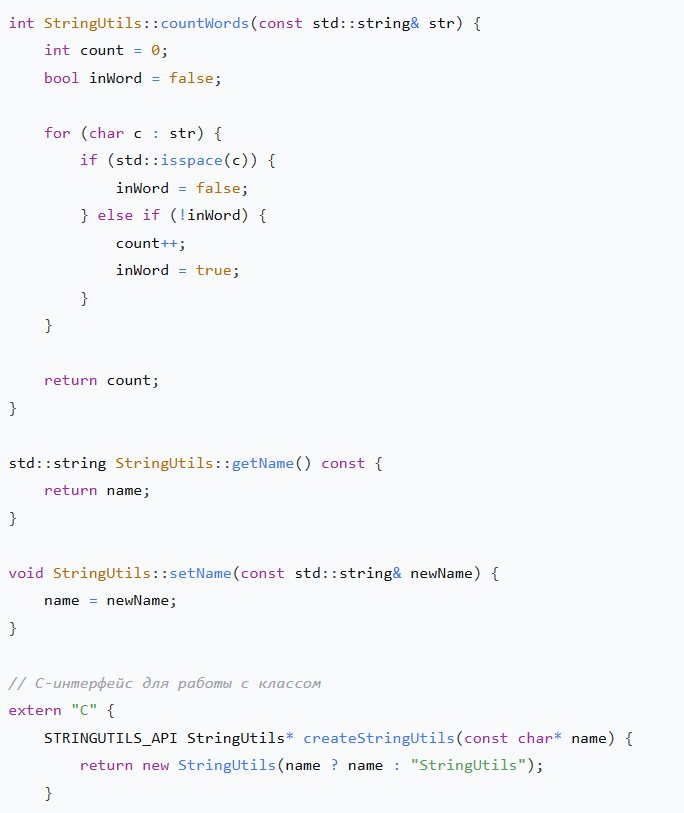 int StringUtils::countWords(const std::string& str) {
    int count = 0;
    bool inWord = false;

    for (char c : str) {
        if (std::isspace(c)) {
            inWord = false;
        } else if (!inWord) {
            count++;
            inWord = true;
        }
    }

    return count;
}

std::string StringUtils::getName() const {
    return name;
}

void StringUtils::setName(const std::string& newName) {
    name = newName;
}

// C-интерфейс для работы с классом
extern "C" {
    STRINGUTILS_API StringUtils* createStringUtils(const char* name) {
        return new StringUtils(name ? name : "StringUtils");
    }